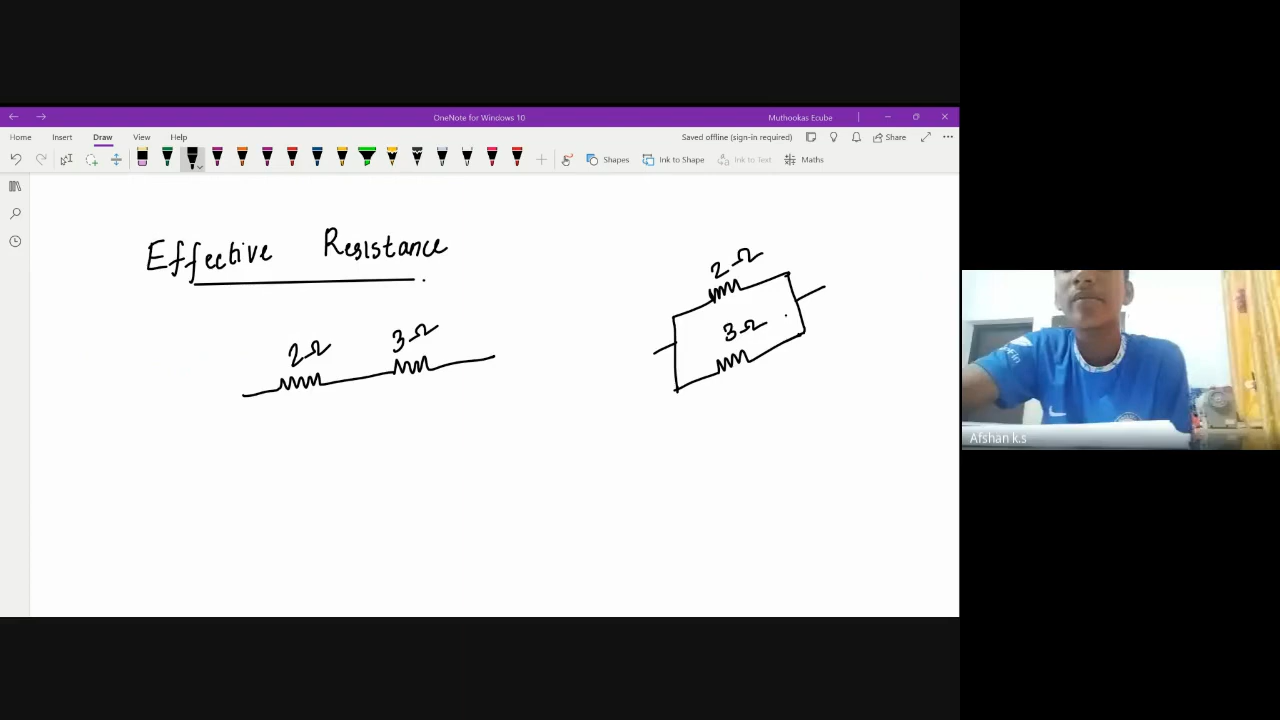 OneNote for Windows 10
Muthookas Ecube
Home Insert Draw View Help
Saved offline (sign-in required)
Share
Shapes
Ink to Shape
Ink to Text
Maths
Effective Resistance
2Ω
3Ω
2Ω
3Ω
Afshan k.s